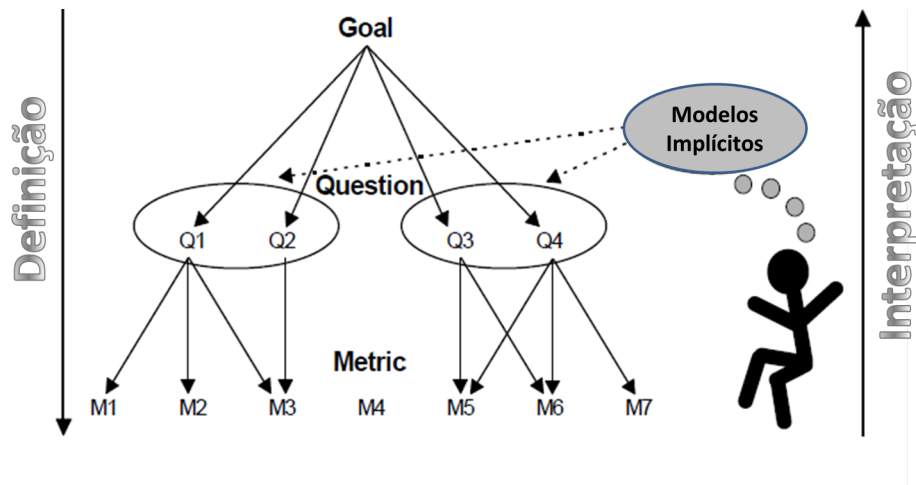 Goal
Definição
Modelos
Implícitos
Interpretação
Question
Q1 Q2 Q3 Q4
Metric
M1 M2 M3 M4 M5 M6 M7